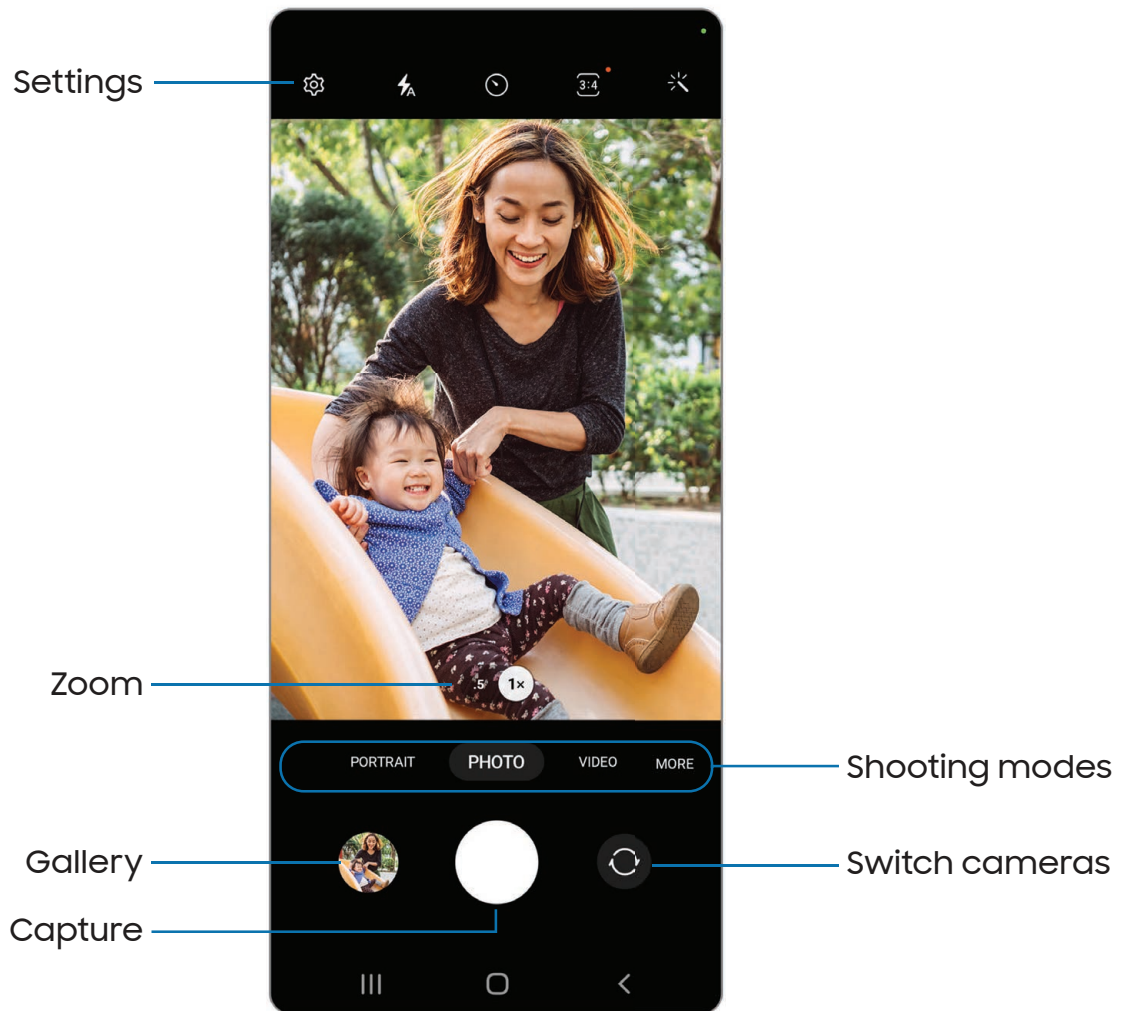 Settings
A
3:4
Zoom
.5
1×
PORTRAIT PHOTO VIDEO MORE
Shooting modes
Gallery
Switch cameras
Capture